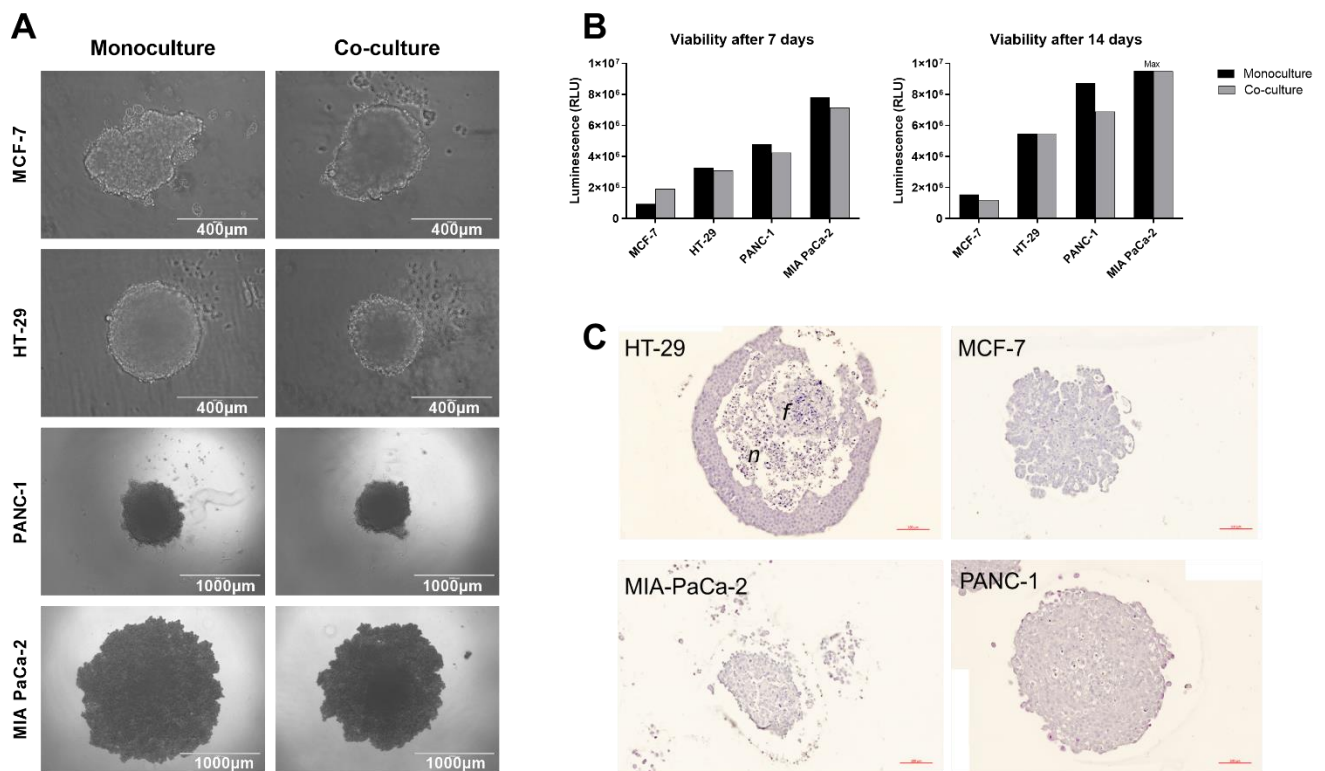 A
Monoculture Co-culture
MCF-7
400µm 400µm
HT-29
400µm 400µm
PANC-1
1000µm 1000µm
MIA PaCa-2
1000µm 1000µm
B
Viability after 7 days
Luminescence (RLU)
1×10⁷
8×10⁶
6×10⁶
4×10⁶
2×10⁶
0
MCF-7
HT-29
PANC-1
MIA PaCa-2
Viability after 14 days
Luminescence (RLU)
1×10⁷
8×10⁶
6×10⁶
4×10⁶
2×10⁶
0
Max
MCF-7
HT-29
PANC-1
MIA PaCa-2
Monoculture
Co-culture
C
HT-29
f
n
MCF-7
MIA-PaCa-2
PANC-1